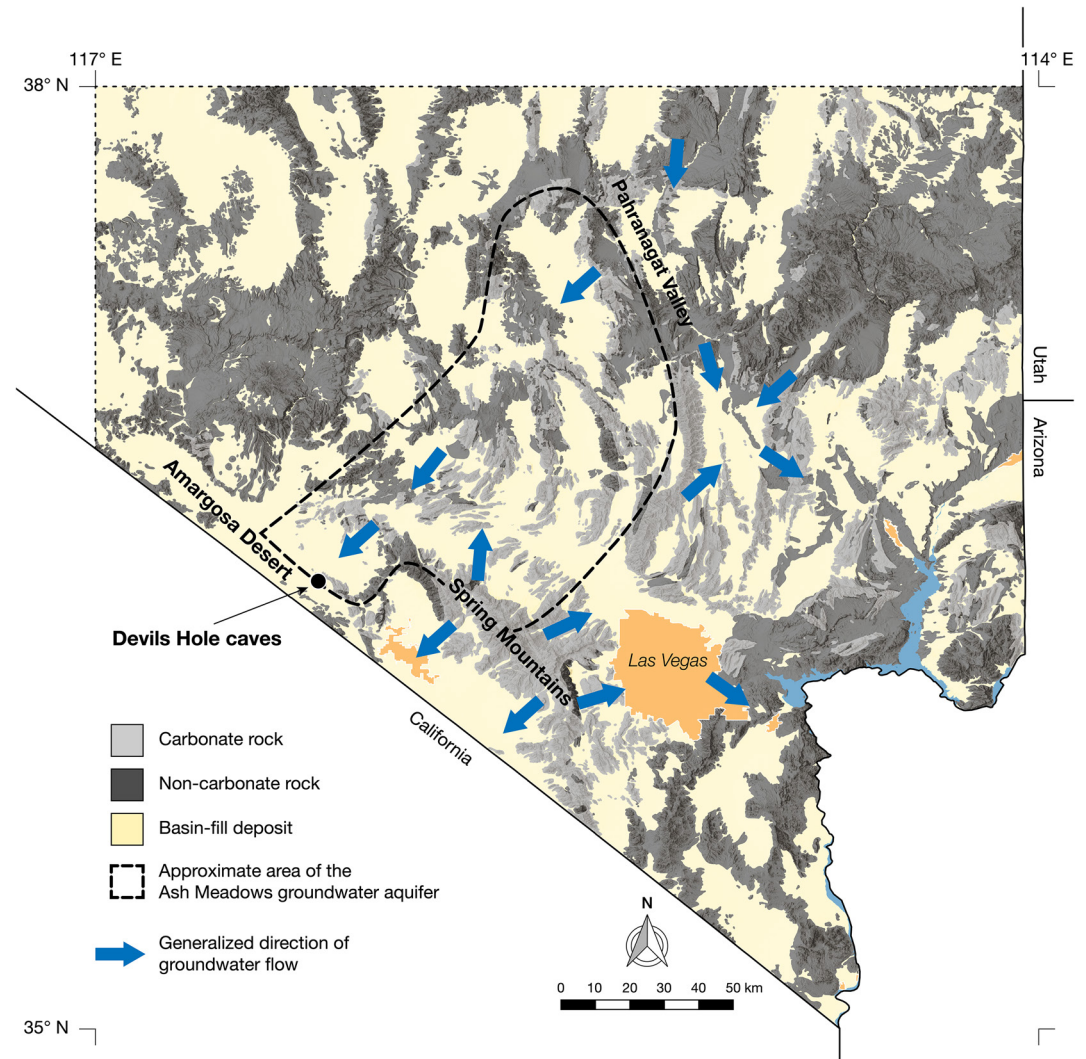 117° E
114° E
38° N
Pahranagat Valley
Utah
Arizona
Amargosa Desert
Spring Mountains
Devils Hole caves
Las Vegas
California
Carbonate rock
Non-carbonate rock
Basin-fill deposit
Approximate area of the
Ash Meadows groundwater aquifer
Generalized direction of
groundwater flow
N
0 10 20 30 40 50 km
35° N